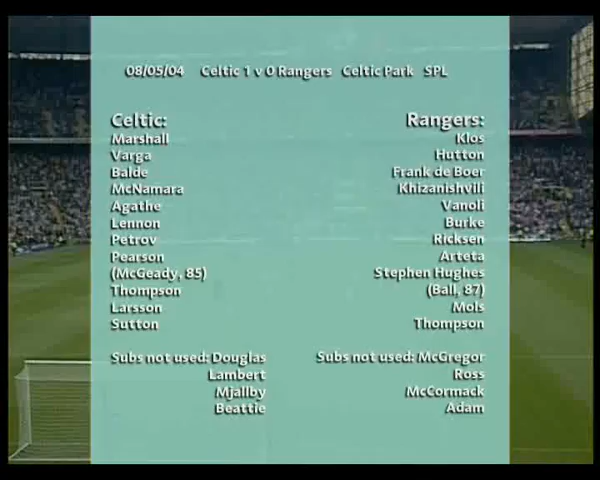 08/05/04 Celtic 1 v 0 Rangers Celtic Park SPL
Celtic:
Marshall
Varga
Balde
McNamara
Agathe
Lennon
Petrov
Pearson
(McGeady, 85)
Thompson
Larsson
Sutton
Subs not used: Douglas
Lambert
Mjallby
Beattie
Rangers:
Klos
Hutton
Frank de Boer
Khizanishvili
Vanoli
Burke
Ricksen
Arteta
Stephen Hughes
(Ball, 87)
Mols
Thompson
Subs not used: McGregor
Ross
McCormack
Adam